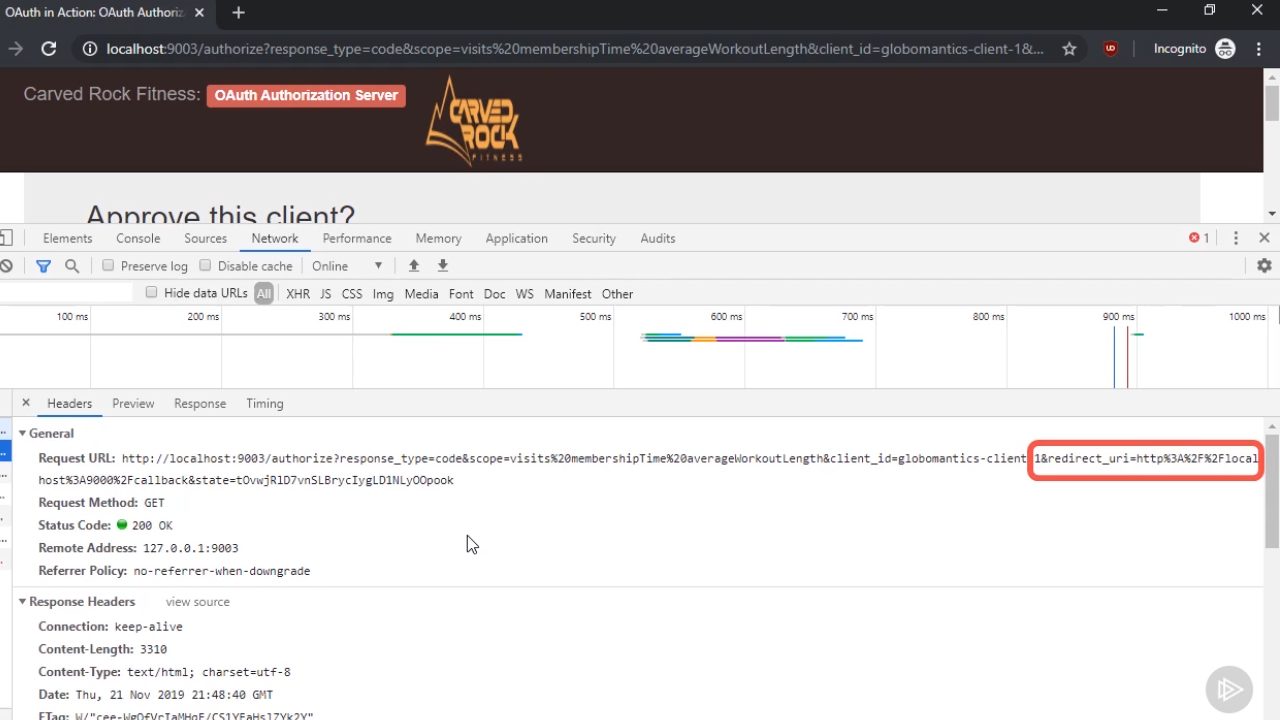 OAuth in Action: OAuth Authoriz
localhost:9003/authorize?response_type=code&scope=visits%20membershipTime%20averageWorkoutLength&client_id=globomantics-client-1&... Incognito
Carved Rock Fitness: OAuth Authorization Server
CARVED
ROCK
FITNESS
Approve this client?
Elements Console Sources Network Performance Memory Application Security Audits 1
Preserve log Disable cache Online
Hide data URLs All XHR JS CSS Img Media Font Doc WS Manifest Other
100 ms 200 ms 300 ms 400 ms 500 ms 600 ms 700 ms 800 ms 900 ms 1000 ms
Headers Preview Response Timing
General
Request URL: http://localhost:9003/authorize?response_type=code&scope=visits%20membershipTime%20averageWorkoutLength&client_id=globomantics-client-1&redirect_uri=http%3A%2F%2Flocal
host%3A9000%2Fcallback&state=tOvwjRlD7vnSLBrycIygLD1NLyOOpook
Request Method: GET
Status Code: 200 OK
Remote Address: 127.0.0.1:9003
Referrer Policy: no-referrer-when-downgrade
Response Headers view source
Connection: keep-alive
Content-Length: 3310
Content-Type: text/html; charset=utf-8
Date: Thu, 21 Nov 2019 21:48:40 GMT
ETag: